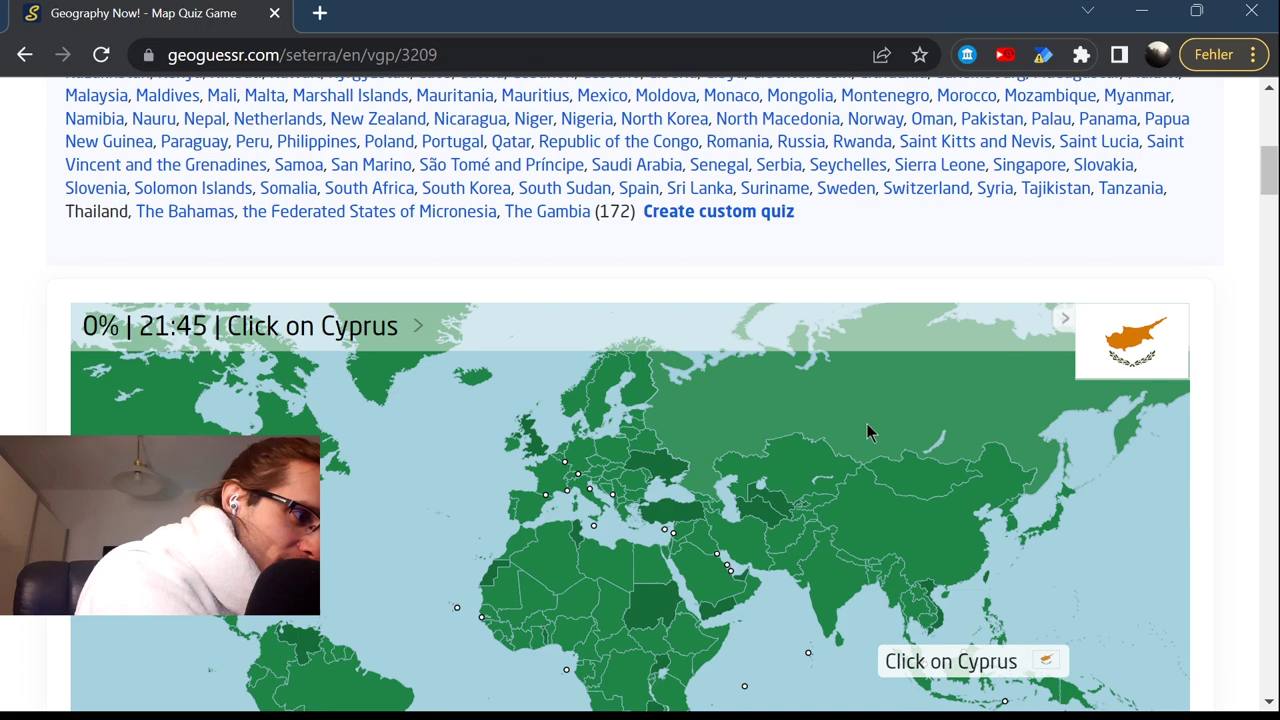 Geography Now! - Map Quiz Game
geoguessr.com/seterra/en/vgp/3209
Fehler
Malaysia, Maldives, Mali, Malta, Marshall Islands, Mauritania, Mauritius, Mexico, Moldova, Monaco, Mongolia, Montenegro, Morocco, Mozambique, Myanmar,
Namibia, Nauru, Nepal, Netherlands, New Zealand, Nicaragua, Niger, Nigeria, North Korea, North Macedonia, Norway, Oman, Pakistan, Palau, Panama, Papua
New Guinea, Paraguay, Peru, Philippines, Poland, Portugal, Qatar, Republic of the Congo, Romania, Russia, Rwanda, Saint Kitts and Nevis, Saint Lucia, Saint
Vincent and the Grenadines, Samoa, San Marino, São Tomé and Príncipe, Saudi Arabia, Senegal, Serbia, Seychelles, Sierra Leone, Singapore, Slovakia,
Slovenia, Solomon Islands, Somalia, South Africa, South Korea, South Sudan, Spain, Sri Lanka, Suriname, Sweden, Switzerland, Syria, Tajikistan, Tanzania,
Thailand, The Bahamas, the Federated States of Micronesia, The Gambia (172) Create custom quiz
0% | 21:45 | Click on Cyprus
Click on Cyprus